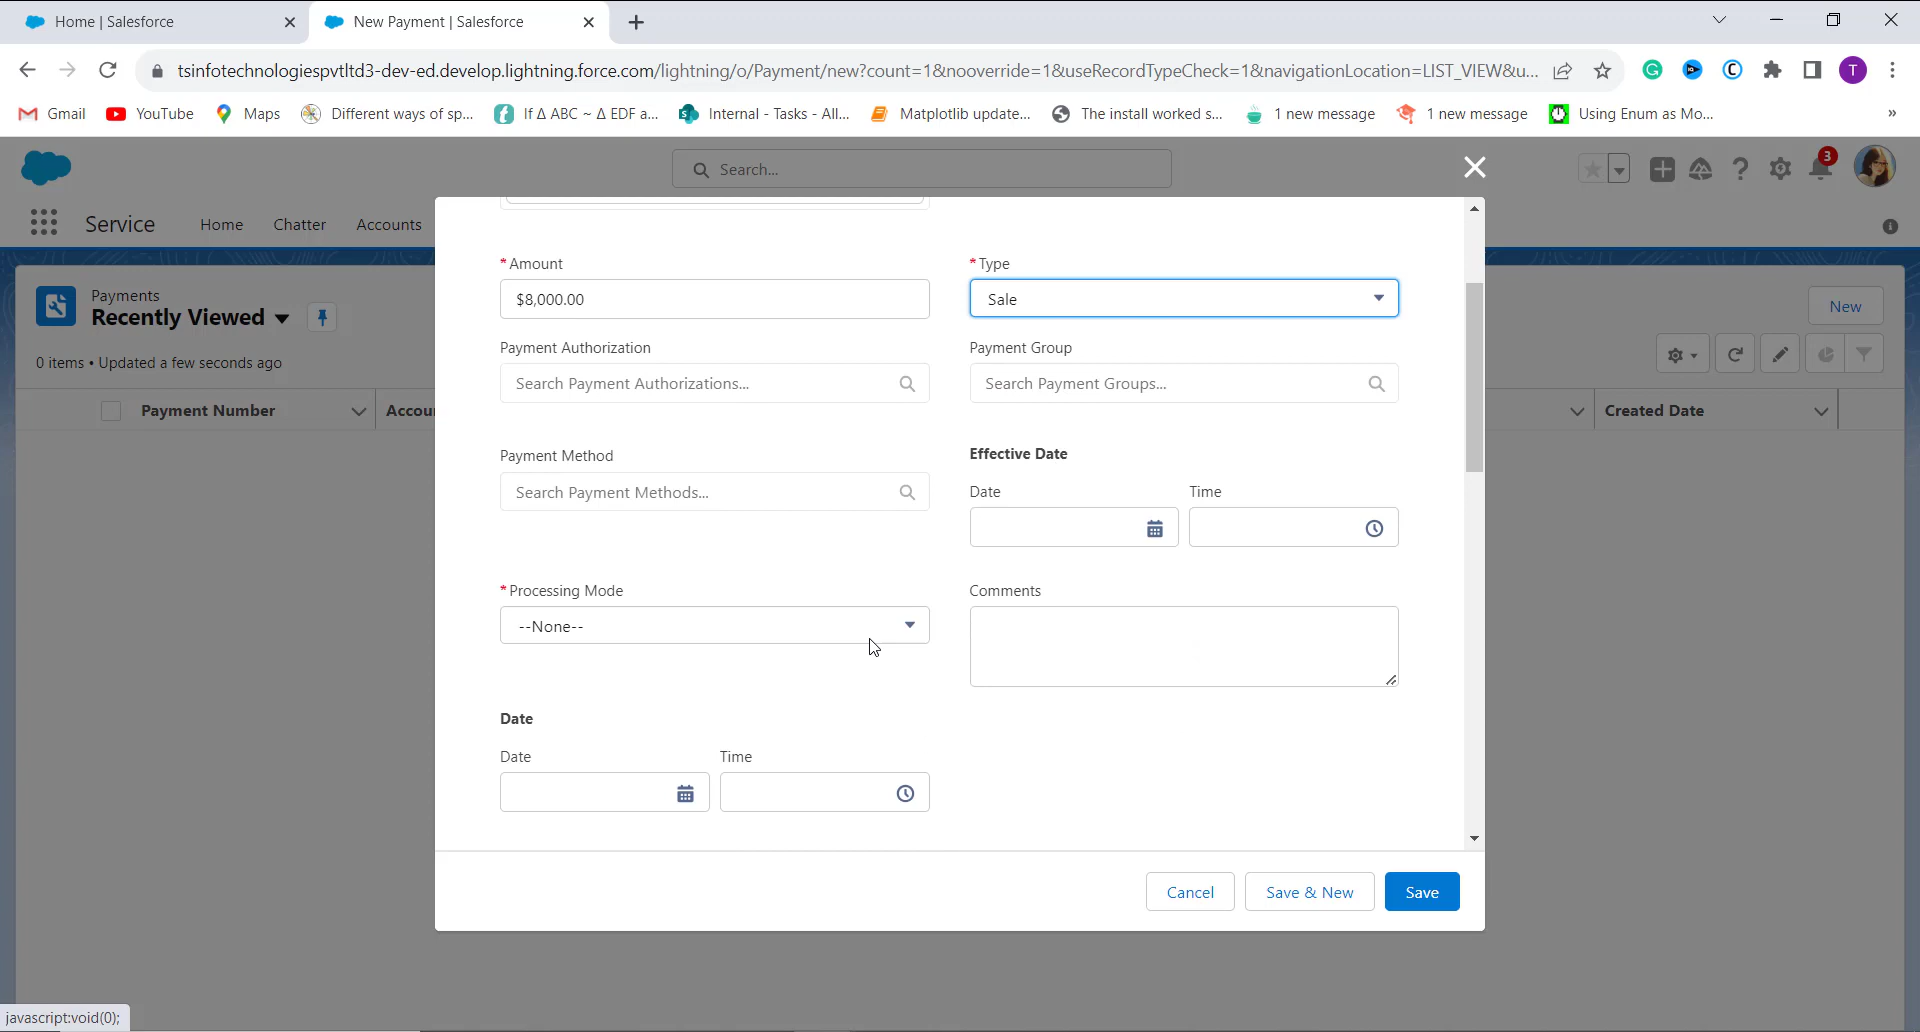 Home | Salesforce
New Payment | Salesforce
tsinfotechnologiespvtltd3-dev-ed.develop.lightning.force.com/lightning/o/Payment/new?count=1&nooverride=1&useRecordTypeCheck=1&navigationLocation=LIST_VIEW&u...
T
Gmail
YouTube
Maps
Different ways of sp...
If Δ ABC ~ Δ EDF a...
Internal - Tasks - All...
Matplotlib update...
The install worked s...
1 new message
1 new message
Using Enum as Mo...
»
Search...
3
Service
Home
Chatter
Accounts
Payments
Recently Viewed
New
0 items • Updated a few seconds ago
Payment Number
Accou
Created Date
*Amount
*Type
$8,000.00
Sale
Payment Authorization
Payment Group
Search Payment Authorizations...
Search Payment Groups...
Payment Method
Effective Date
Search Payment Methods...
Date
Time
*Processing Mode
Comments
--None--
Date
Date
Time
Cancel
Save & New
Save
javascript:void(0);